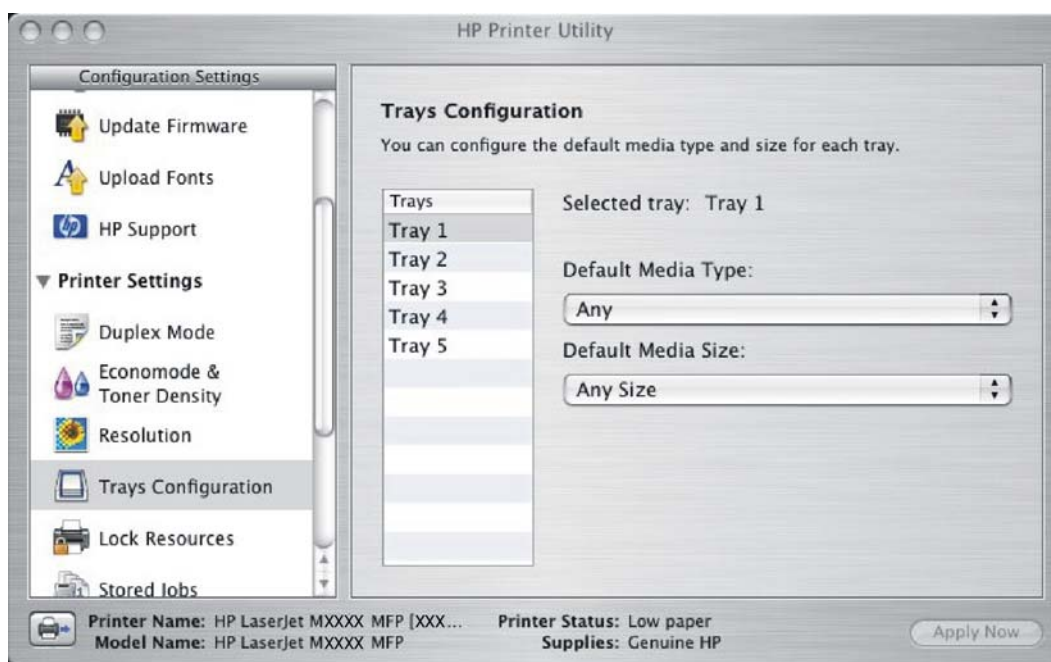 HP Printer Utility
Configuration Settings
Update Firmware
Upload Fonts
hp
HP Support
Printer Settings
Duplex Mode
Economode &
Toner Density
Resolution
Trays Configuration
Lock Resources
Stored Jobs
Trays Configuration
You can configure the default media type and size for each tray.
Trays
Tray 1
Tray 2
Tray 3
Tray 4
Tray 5
Selected tray: Tray 1
Default Media Type:
Any
Default Media Size:
Any Size
Printer Name: HP LaserJet MXXXX MFP [XXX...
Model Name: HP LaserJet MXXXX MFP
Printer Status: Low paper
Supplies: Genuine HP
Apply Now